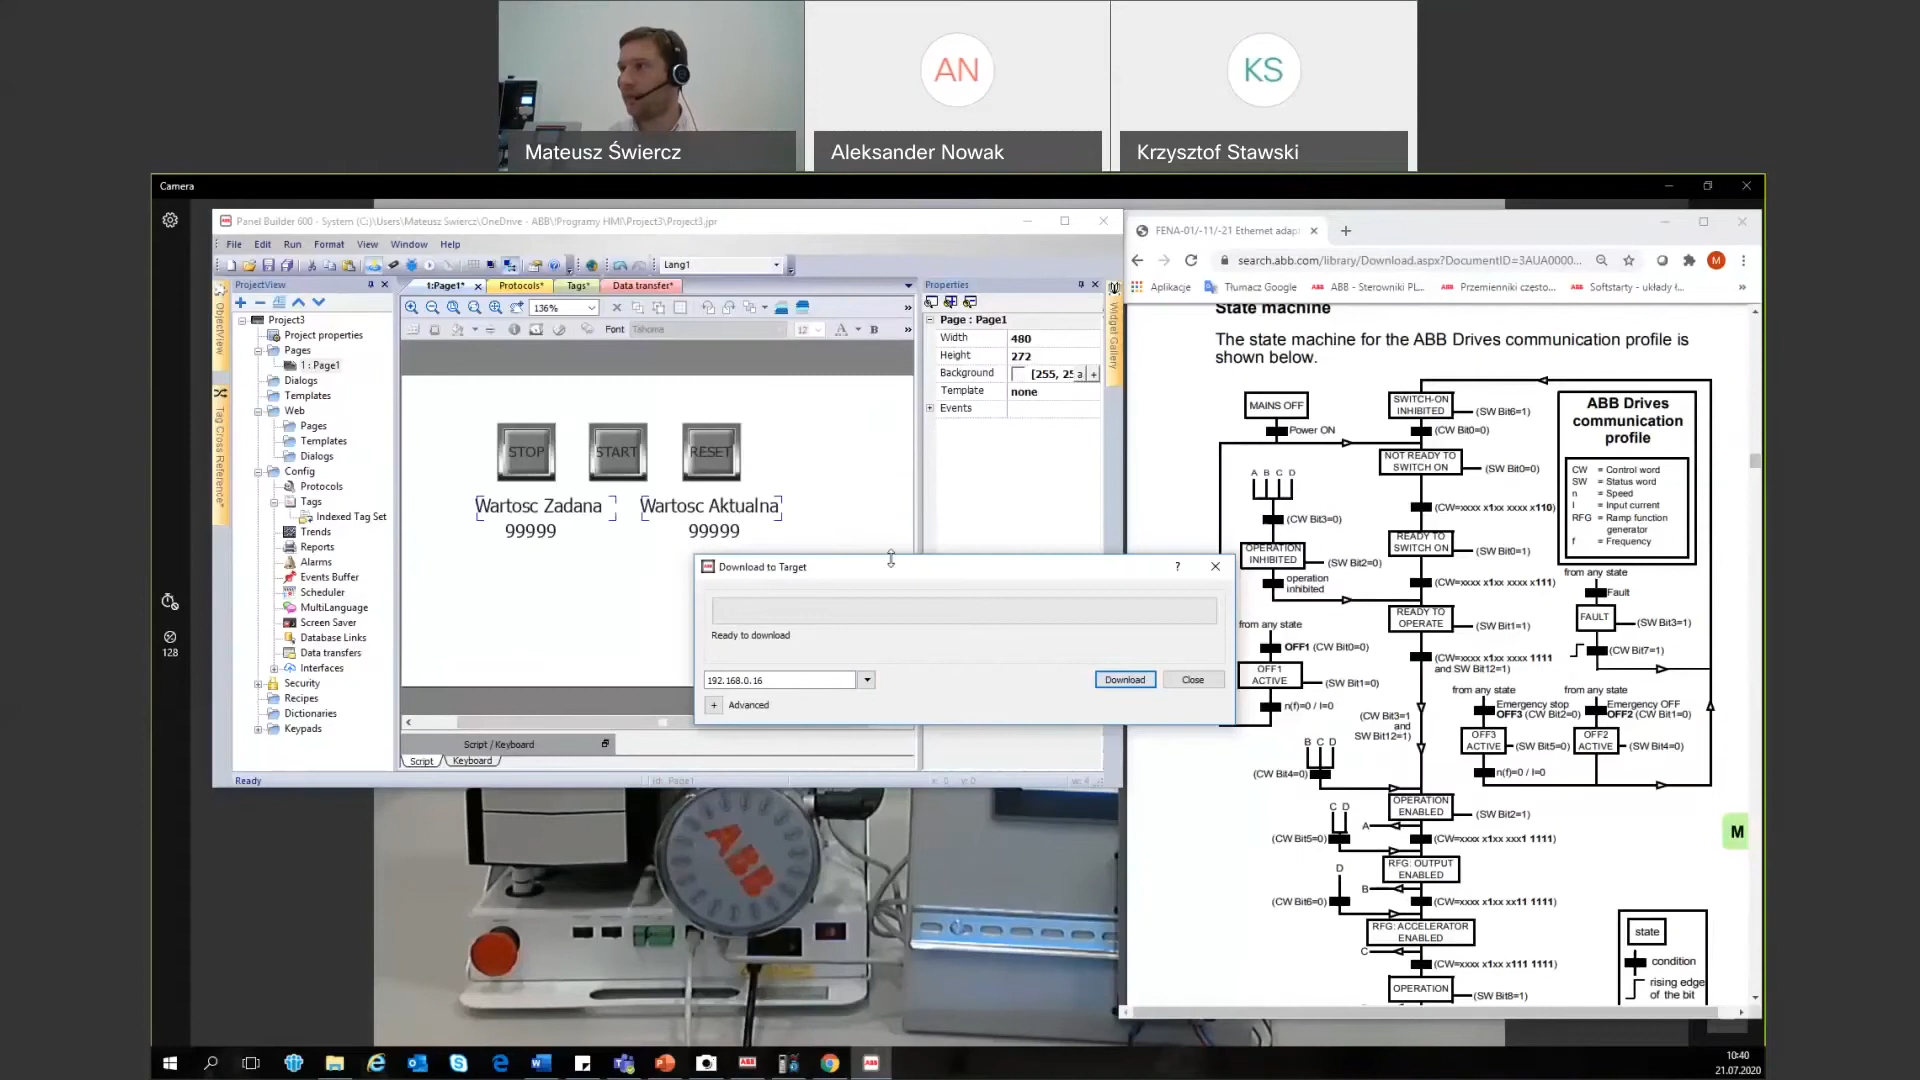 AN
KS
Mateusz Świercz
Aleksander Nowak
Krzysztof Stawski
Camera
Panel Builder 600 - System (C:)\Users\Mateusz Swiercz\OneDrive - ABB\!Programy HMI\Project3\Project3.jpr
File Edit Run Format View Window Help
Lang1
ProjectView
1:Page1* Protocols* Tags* Data transfer*
136%
Font Tahoma 12 A B
ObjectView
Tag Cross Reference*
Project3
Project properties
Pages
1 : Page1
Dialogs
Templates
Web
Pages
Templates
Dialogs
Config
Protocols
Tags
Indexed Tag Set
Trends
Reports
Alarms
Events Buffer
Scheduler
MultiLanguage
Screen Saver
Database Links
Data transfers
Interfaces
Security
Recipes
Dictionaries
Keypads
STOP START RESET
Wartosc Zadana Wartosc Aktualna
99999 99999
Script / Keyboard
Script Keyboard
Ready
Properties
Page : Page1
Width 480
Height 272
Background [255, 25 a +
Template none
Events
Widget Gallery
Download to Target
? 
Ready to download
192.168.0.16
Download Close
+ Advanced
128
FENA-01/-11/-21 Ethernet adapt
search.abb.com/library/Download.aspx?DocumentID=3AUA0000...
M
Aplikacje Tłumacz Google ABB - Sterowniki PL... Przemienniki często... Softstarty - układy ł...
State machine
The state machine for the ABB Drives communication profile is
shown below.
MAINS OFF
Power ON
SWITCH-ON
INHIBITED
(SW Bit6=1)
(CW Bit0=0)
NOT READY TO
SWITCH ON
(SW Bit0=0)
ABB Drives
communication
profile
CW = Control word
SW = Status word
n = Speed
I = Input current
RFG = Ramp function
generator
f = Frequency
A B C D
(CW Bit3=0)
(CW=xxxx x1xx xxxx x110)
OPERATION
INHIBITED
(SW Bit2=0)
operation
inhibited
READY TO
SWITCH ON
(SW Bit0=1)
(CW=xxxx x1xx xxxx x111)
from any state
Fault
FAULT
(SW Bit3=1)
(CW Bit7=1)
READY TO
OPERATE
(SW Bit1=1)
from any state
OFF1 (CW Bit0=0)
OFF1
ACTIVE
(SW Bit1=0)
n(f)=0 / I=0
(CW=xxxx x1xx xxxx 1111
and SW Bit12=1)
(CW Bit3=1
and
SW Bit12=1)
from any state
Emergency stop
OFF3 (CW Bit2=0)
OFF3
ACTIVE
(SW Bit5=0)
n(f)=0 / I=0
from any state
Emergency OFF
OFF2 (CW Bit1=0)
OFF2
ACTIVE
(SW Bit4=0)
B C D
(CW Bit4=0)
OPERATION
ENABLED
(SW Bit2=1)
C D
A
(CW Bit5=0)
(CW=xxxx x1xx xxx1 1111)
RFG: OUTPUT
ENABLED
D
B
(CW Bit6=0)
(CW=xxxx x1xx xx11 1111)
RFG: ACCELERATOR
ENABLED
C
(CW=xxxx x1xx x111 1111)
OPERATION
(SW Bit8=1)
state
condition
rising edge
of the bit
M
ABB
10:40
21.07.2020